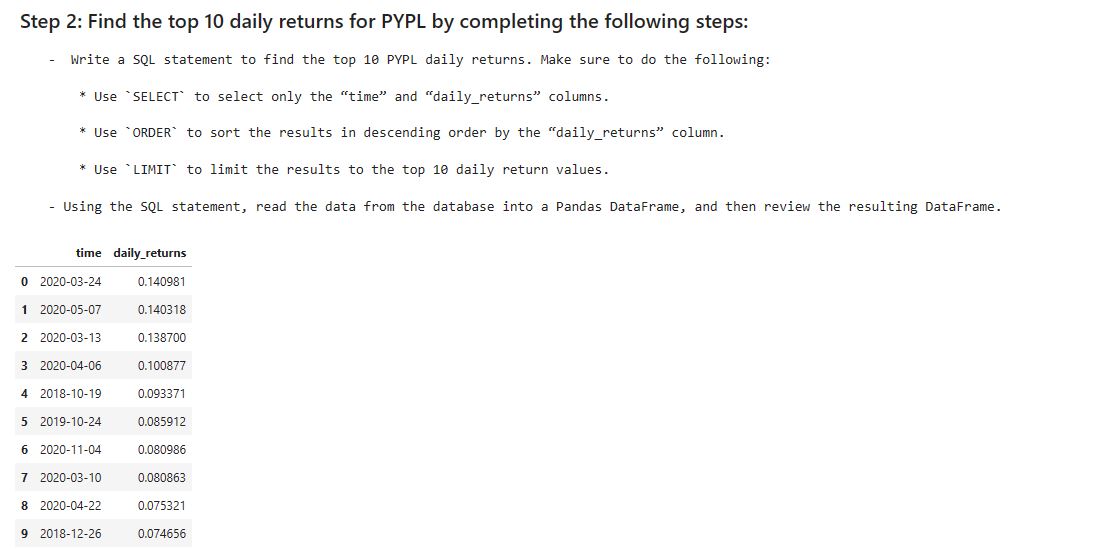 Step 2: Find the top 10 daily returns for PYPL by completing the following steps:
- Write a SQL statement to find the top 10 PYPL daily returns. Make sure to do the following:
* Use `SELECT` to select only the “time” and “daily_returns” columns.
* Use `ORDER` to sort the results in descending order by the “daily_returns” column.
* Use `LIMIT` to limit the results to the top 10 daily return values.
- Using the SQL statement, read the data from the database into a Pandas DataFrame, and then review the resulting DataFrame.
time daily_returns
0 2020-03-24 0.140981
1 2020-05-07 0.140318
2 2020-03-13 0.138700
3 2020-04-06 0.100877
4 2018-10-19 0.093371
5 2019-10-24 0.085912
6 2020-11-04 0.080986
7 2020-03-10 0.080863
8 2020-04-22 0.075321
9 2018-12-26 0.074656